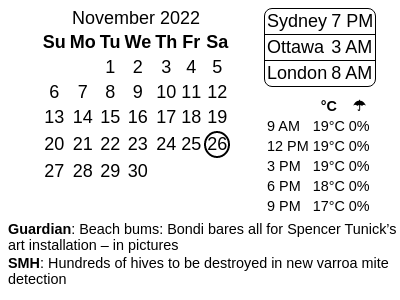 November 2022
Su Mo Tu We Th Fr Sa
1 2 3 4 5
6 7 8 9 10 11 12
13 14 15 16 17 18 19
20 21 22 23 24 25 26
27 28 29 30
Sydney 7 PM
Ottawa 3 AM
London 8 AM
°C ☂
9 AM 19°C 0%
12 PM 19°C 0%
3 PM 19°C 0%
6 PM 18°C 0%
9 PM 17°C 0%
Guardian: Beach bums: Bondi bares all for Spencer Tunick’s
art installation – in pictures
SMH: Hundreds of hives to be destroyed in new varroa mite
detection